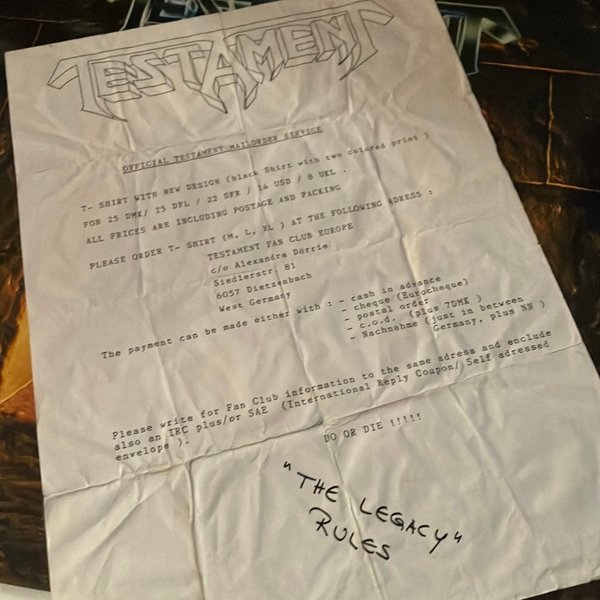 TESTAMENT
OFFICIAL TESTAMENT MAILORDER SERVICE
T- SHIRT WITH NEW DESIGN (black Shirt with two colored print )
FOR 25 DMK/ 25 DFL / 22 SFR / 14 USD / 8 UKL .
ALL PRICES ARE INCLUDING POSTAGE AND PACKING
PLEASE ORDER T- SHIRT (M, L, XL ) AT THE FOLLOWING ADRESS :
TESTAMENT FAN CLUB EUROPE
c/o Alexandra Dörrie
Siedlerstr. 81
6057 Dietzenbach
West Germany
The payment can be made either with : - cash in advance
- cheque (Eurocheque)
- postal order
- c.o.d. (plus 7DMK )
- Nachnahme (just in between
Germany, plus NN )
Please write for Fan Club information to the same adress and enclose
also an IRC plus/or SAE (International Reply Coupon/ Self adressed
envelope ).
DO OR DIE !!!!!
"THE LEGACY"
RULES